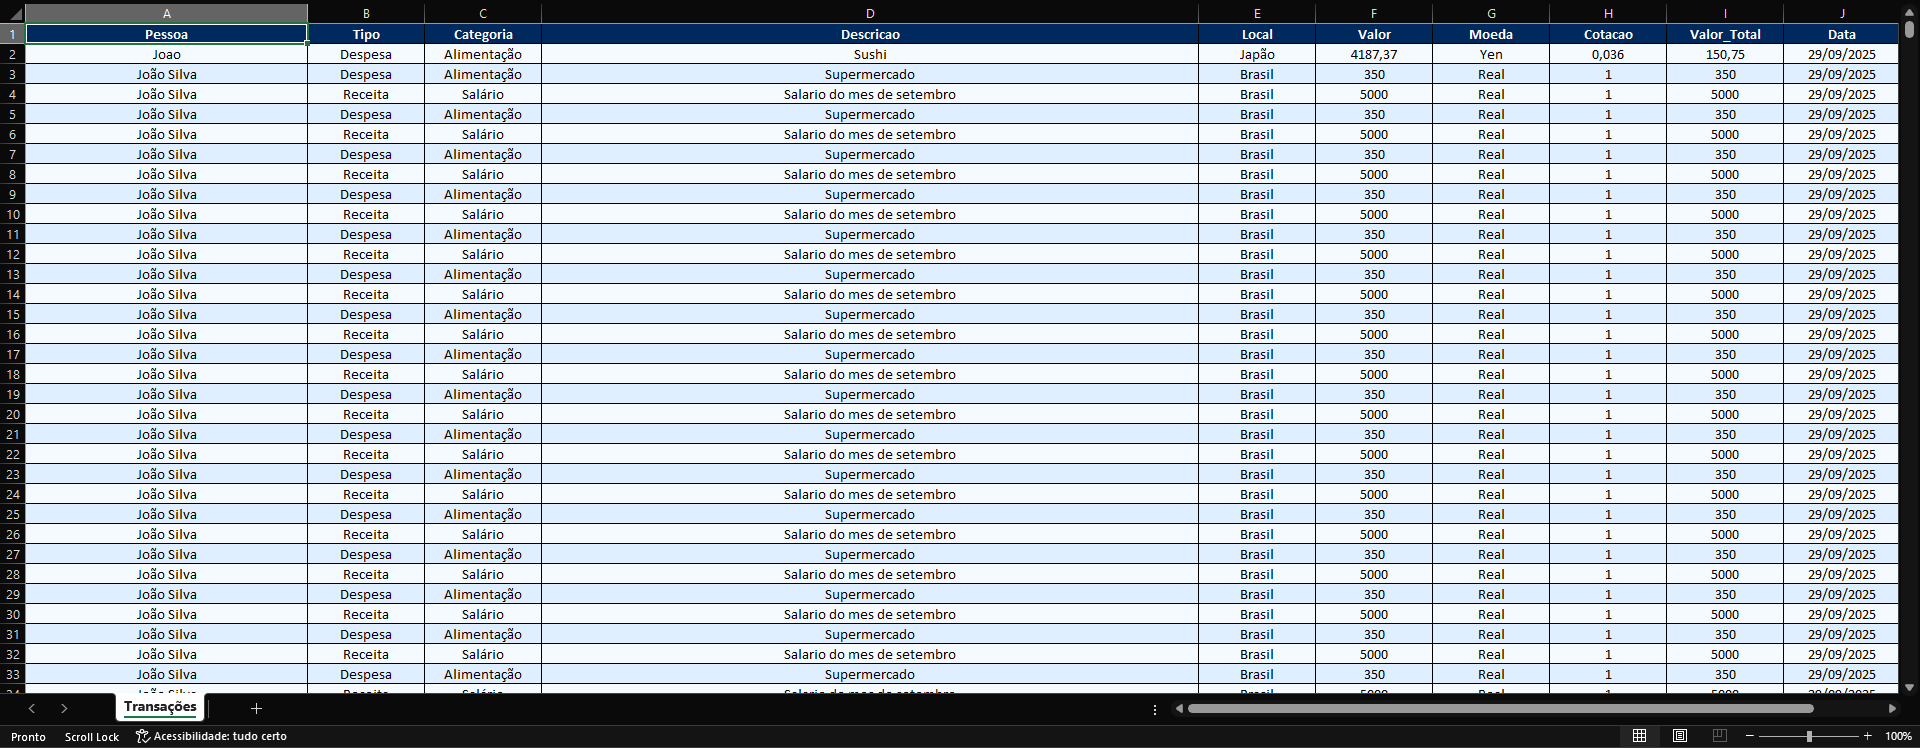 A B C D E F G H I J
1 Pessoa Tipo Categoria Descricao Local Valor Moeda Cotacao Valor_Total Data
2 Joao Despesa Alimentação Sushi Japão 4187,37 Yen 0,036 150,75 29/09/2025
3 João Silva Despesa Alimentação Supermercado Brasil 350 Real 1 350 29/09/2025
4 João Silva Receita Salário Salario do mes de setembro Brasil 5000 Real 1 5000 29/09/2025
5 João Silva Despesa Alimentação Supermercado Brasil 350 Real 1 350 29/09/2025
6 João Silva Receita Salário Salario do mes de setembro Brasil 5000 Real 1 5000 29/09/2025
7 João Silva Despesa Alimentação Supermercado Brasil 350 Real 1 350 29/09/2025
8 João Silva Receita Salário Salario do mes de setembro Brasil 5000 Real 1 5000 29/09/2025
9 João Silva Despesa Alimentação Supermercado Brasil 350 Real 1 350 29/09/2025
10 João Silva Receita Salário Salario do mes de setembro Brasil 5000 Real 1 5000 29/09/2025
11 João Silva Despesa Alimentação Supermercado Brasil 350 Real 1 350 29/09/2025
12 João Silva Receita Salário Salario do mes de setembro Brasil 5000 Real 1 5000 29/09/2025
13 João Silva Despesa Alimentação Supermercado Brasil 350 Real 1 350 29/09/2025
14 João Silva Receita Salário Salario do mes de setembro Brasil 5000 Real 1 5000 29/09/2025
15 João Silva Despesa Alimentação Supermercado Brasil 350 Real 1 350 29/09/2025
16 João Silva Receita Salário Salario do mes de setembro Brasil 5000 Real 1 5000 29/09/2025
17 João Silva Despesa Alimentação Supermercado Brasil 350 Real 1 350 29/09/2025
18 João Silva Receita Salário Salario do mes de setembro Brasil 5000 Real 1 5000 29/09/2025
19 João Silva Despesa Alimentação Supermercado Brasil 350 Real 1 350 29/09/2025
20 João Silva Receita Salário Salario do mes de setembro Brasil 5000 Real 1 5000 29/09/2025
21 João Silva Despesa Alimentação Supermercado Brasil 350 Real 1 350 29/09/2025
22 João Silva Receita Salário Salario do mes de setembro Brasil 5000 Real 1 5000 29/09/2025
23 João Silva Despesa Alimentação Supermercado Brasil 350 Real 1 350 29/09/2025
24 João Silva Receita Salário Salario do mes de setembro Brasil 5000 Real 1 5000 29/09/2025
25 João Silva Despesa Alimentação Supermercado Brasil 350 Real 1 350 29/09/2025
26 João Silva Receita Salário Salario do mes de setembro Brasil 5000 Real 1 5000 29/09/2025
27 João Silva Despesa Alimentação Supermercado Brasil 350 Real 1 350 29/09/2025
28 João Silva Receita Salário Salario do mes de setembro Brasil 5000 Real 1 5000 29/09/2025
29 João Silva Despesa Alimentação Supermercado Brasil 350 Real 1 350 29/09/2025
30 João Silva Receita Salário Salario do mes de setembro Brasil 5000 Real 1 5000 29/09/2025
31 João Silva Despesa Alimentação Supermercado Brasil 350 Real 1 350 29/09/2025
32 João Silva Receita Salário Salario do mes de setembro Brasil 5000 Real 1 5000 29/09/2025
33 João Silva Despesa Alimentação Supermercado Brasil 350 Real 1 350 29/09/2025
Transações
Pronto Scroll Lock Acessibilidade: tudo certo 100%